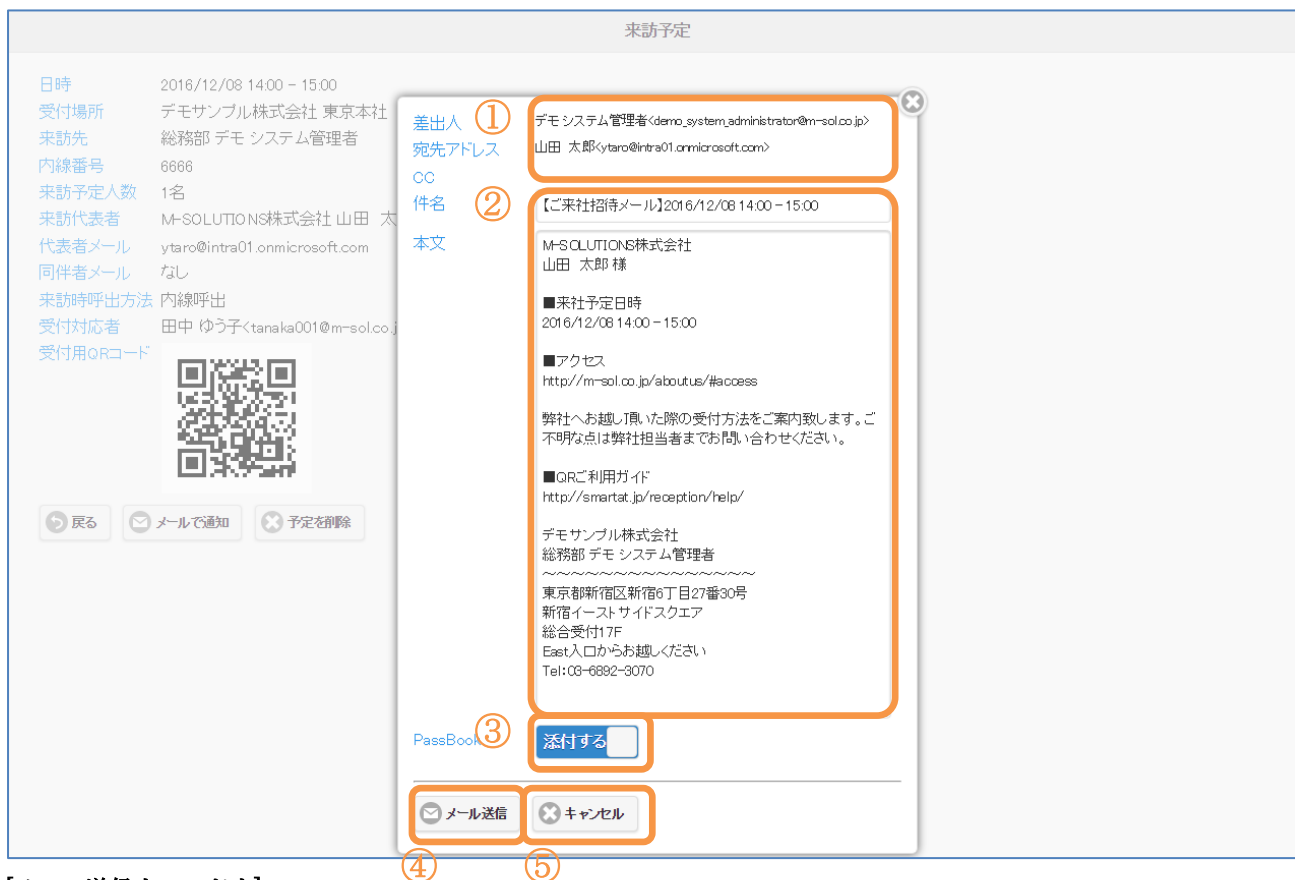 来訪予定
日時 2016/12/08 14:00 - 15:00
受付場所 デモサンプル株式会社 東京本社
来訪先 総務部 デモ システム管理者
内線番号 6666
来訪予定人数 1名
来訪代表者 M-SOLUTIONS株式会社 山田 太
代表者メール ytaro@intra01.onmicrosoft.com
同伴者メール なし
来訪時呼出方法 内線呼出
受付対応者 田中 ゆう子<tanaka001@m-sol.co.j
受付用QRコード
戻る メールで通知 予定を削除
差出人 ① デモ システム管理者<demo_system_administrator@m-sol.co.jp>
宛先アドレス 山田 太郎<ytaro@intra01.onmicrosoft.com>
CC
件名 ② 【ご来社招待メール】2016/12/08 14:00 - 15:00
本文 M-SOLUTIONS株式会社
山田 太郎 様
■来社予定日時
2016/12/08 14:00 - 15:00
■アクセス
http://m-sol.co.jp/aboutus/#access
弊社へお越し頂いた際の受付方法をご案内致します。ご
不明な点は弊社担当者までお問い合わせください。
■QRご利用ガイド
http://smartat.jp/reception/help/
デモサンプル株式会社
総務部 デモ システム管理者
~~~~~~~~~~~~~~~
東京都新宿区新宿6丁目27番30号
新宿イーストサイドスクエア
総合受付17F
East入口からお越しください
Tel:03-6892-3070
PassBook ③ 添付する
メール送信 キャンセル
④ ⑤